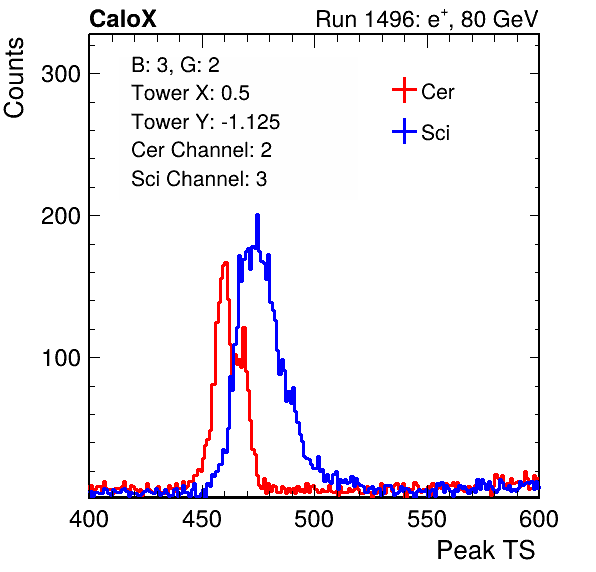 CaloX Run 1496: e⁺, 80 GeV
Counts
B: 3, G: 2
Tower X: 0.5
Tower Y: -1.125
Cer Channel: 2
Sci Channel: 3
Cer
Sci
300
200
100
400 450 500 550 600
Peak TS